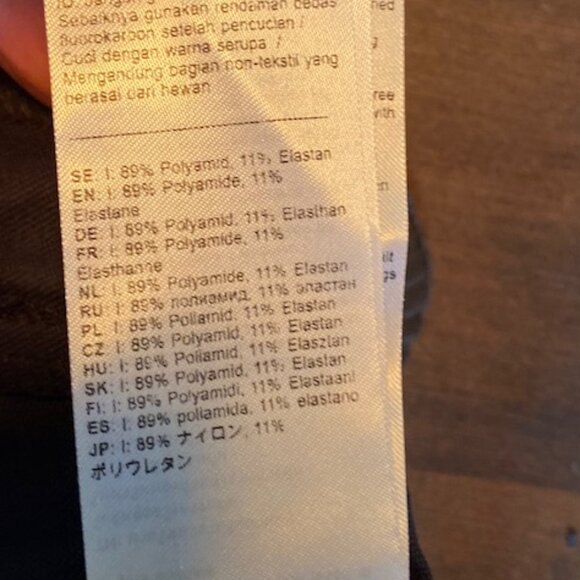 Sebaiknya gunakan rendaman bebas
fluorokarbon setelah pencucian /
Cuci dengan warna serupa /
Mengandung bagian non-tekstil yang
berasal dari hewan
SE: I: 89% Polyamid, 11% Elastan
EN: I: 89% Polyamide, 11%
Elastane
DE: I: 89% Polyamid, 11% Elasthan
FR: I: 89% Polyamide, 11%
Elasthanne
NL: I: 89% Polyamide, 11% Elastan
RU: I: 89% полиамид, 11% эластан
PL: I: 89% Poliamid, 11% Elastan
CZ: I: 89% Polyamid, 11% Elastan
HU: I: 89% Poliamid, 11% Elasztan
SK: I: 89% Polyamid, 11% Elastan
FI: I: 89% Polyamidi, 11% Elastaani
ES: I: 89% poliamida, 11% elastano
JP: I: 89% ナイロン, 11%
ポリウレタン